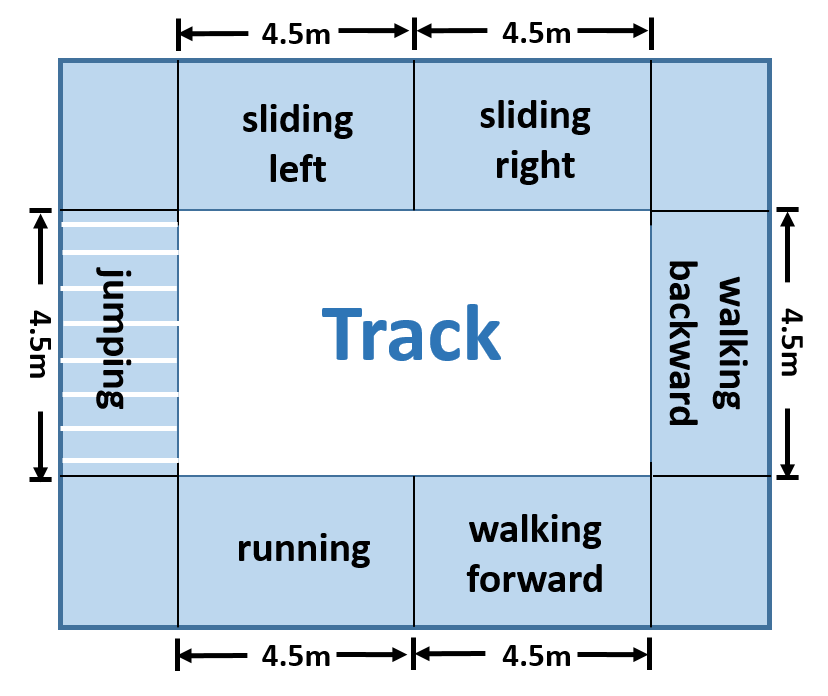 4.5m
4.5m
sliding
left
sliding
right
4.5m
jumping
Track
walking
backward
4.5m
running
walking
forward
4.5m
4.5m